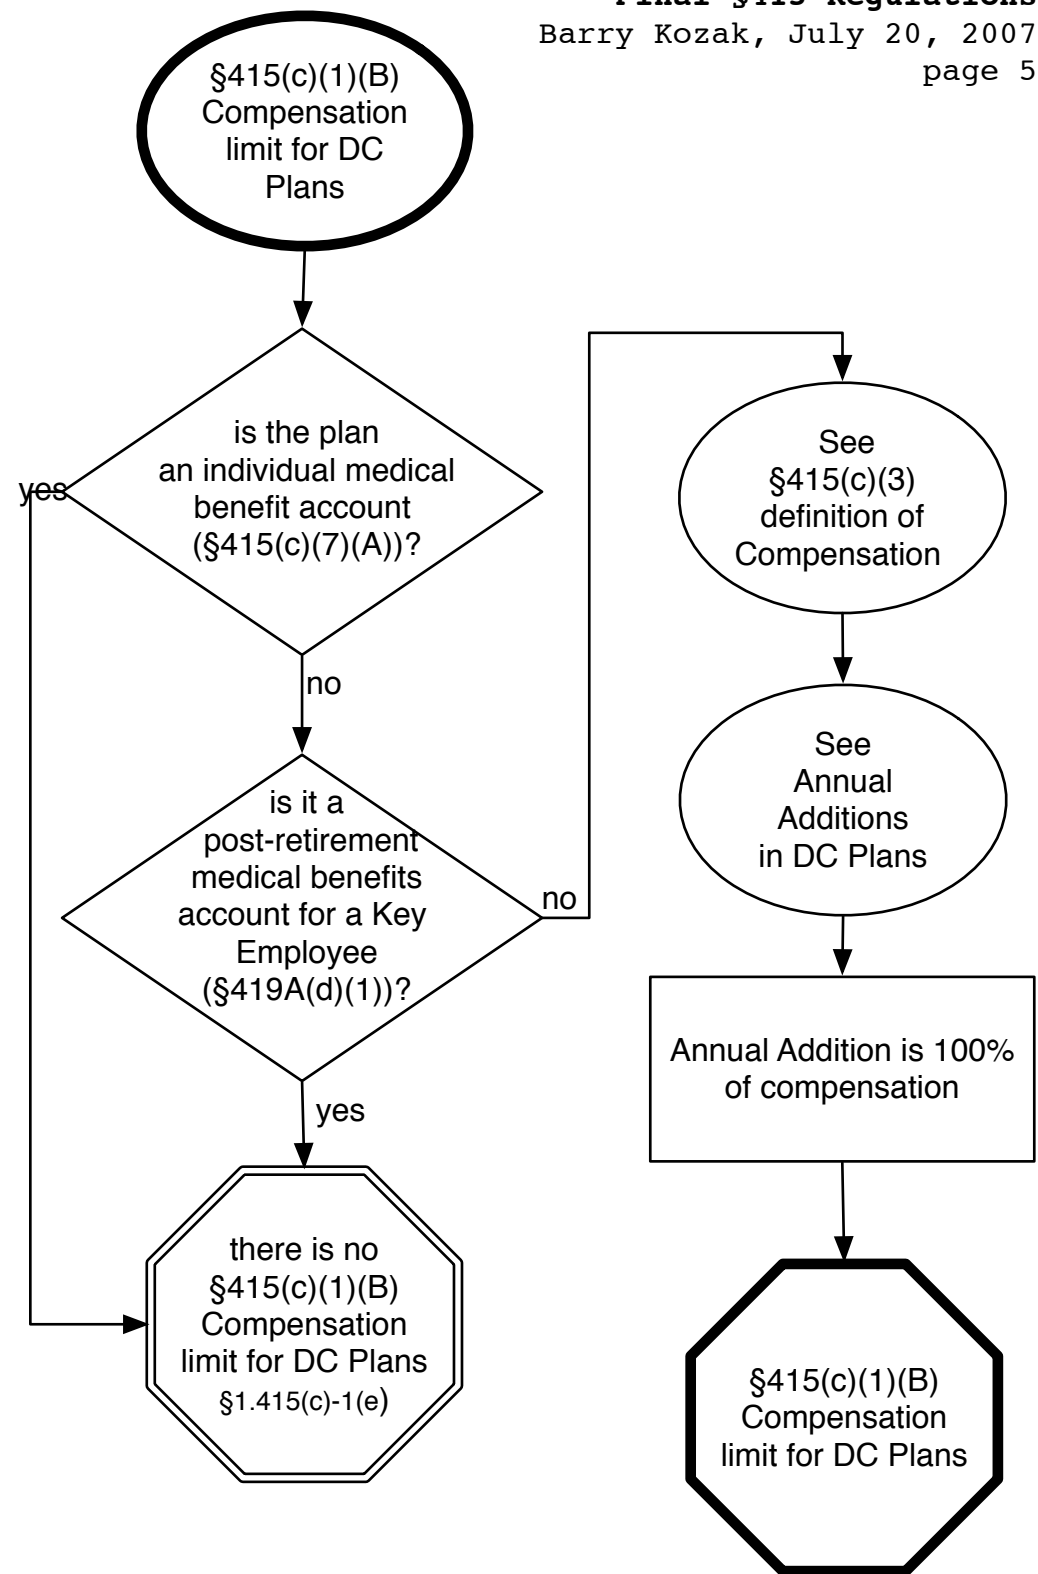 Final §415 Regulations
Barry Kozak, July 20, 2007
page 5
§415(c)(1)(B)
Compensation
limit for DC
Plans
is the plan
an individual medical
benefit account
(§415(c)(7)(A))?
yes
no
is it a
post-retirement
medical benefits
account for a Key
Employee
(§419A(d)(1))?
no
yes
there is no
§415(c)(1)(B)
Compensation
limit for DC Plans
§1.415(c)-1(e)
See
§415(c)(3)
definition of
Compensation
See
Annual
Additions
in DC Plans
Annual Addition is 100%
of compensation
§415(c)(1)(B)
Compensation
limit for DC Plans